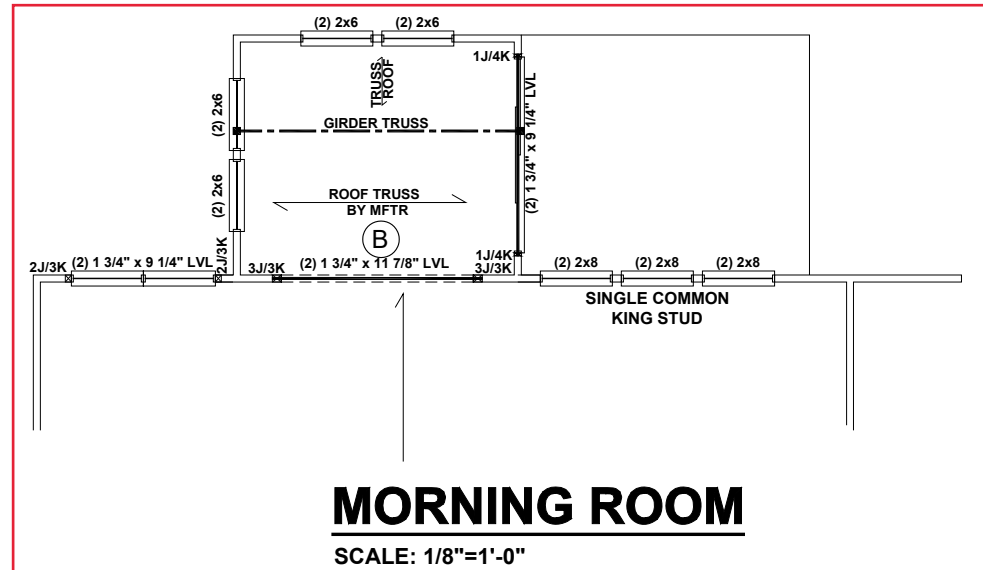 (2) 2x6
(2) 2x6
1J/4K
TRUSS
ROOF
(2) 2x6
GIRDER TRUSS
(2) 1 3/4" x 9 1/4" LVL
(2) 2x6
ROOF TRUSS
BY MFTR
B
2J/3K
(2) 1 3/4" x 9 1/4" LVL
2J/3K
3J/3K
(2) 1 3/4" x 11 7/8" LVL
1J/4K
3J/3K
(2) 2x8
(2) 2x8
(2) 2x8
SINGLE COMMON
KING STUD
MORNING ROOM
SCALE: 1/8"=1'-0"